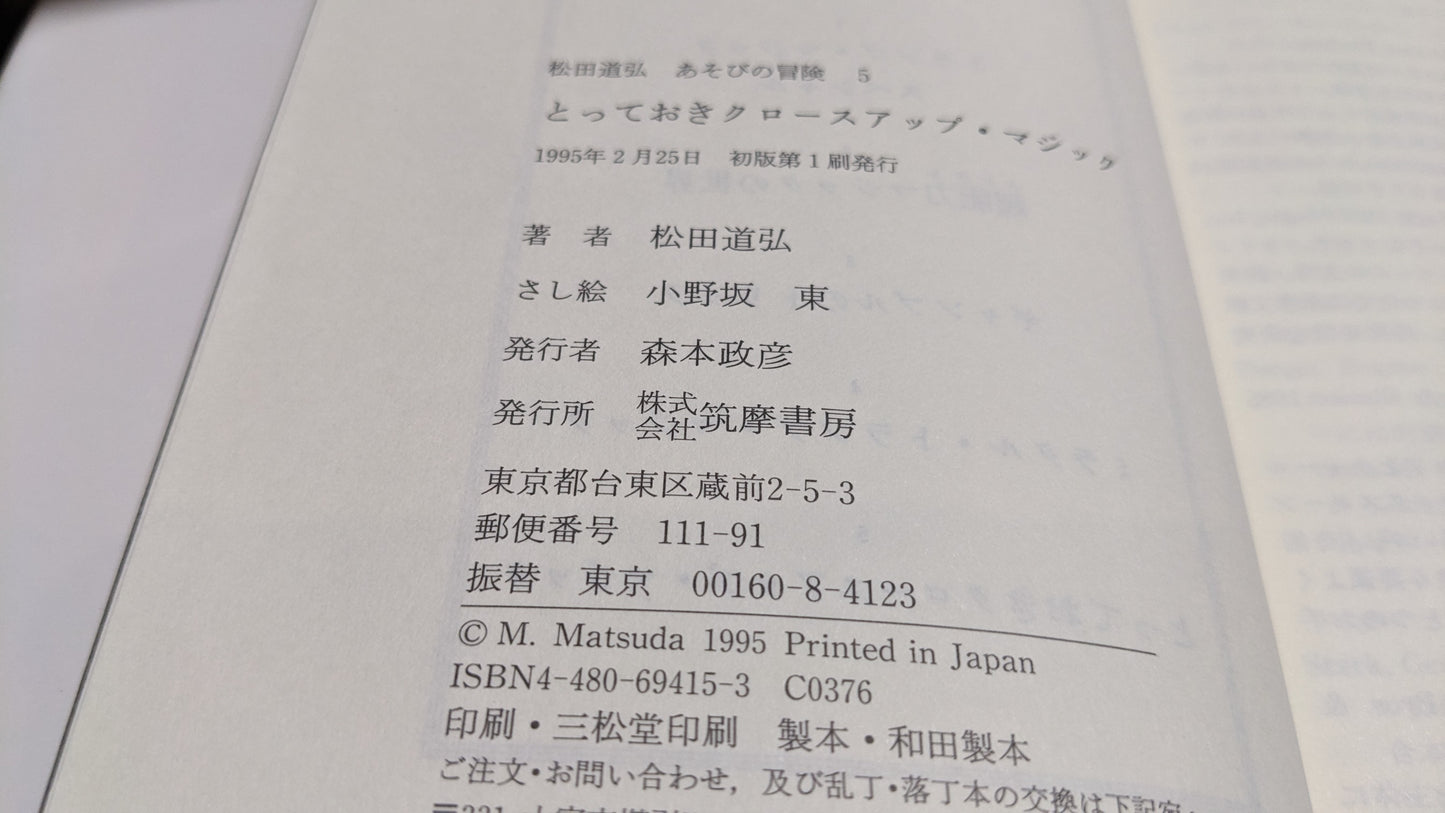 松田道弘　あそびの冒険　5
とっておきクロースアップ・マジック
1995年2月25日　初版第1刷発行
著　者　松田道弘
さし絵　小野坂　東
発行者　森本政彦
発行所　株式会社筑摩書房
東京都台東区蔵前2-5-3
郵便番号　111-91
振替　東京　00160-8-4123
© M. Matsuda 1995 Printed in Japan
ISBN4-480-69415-3　C0376
印刷・三松堂印刷　製本・和田製本
ご注文・お問い合わせ，及び乱丁・落丁本の交換は下記宛